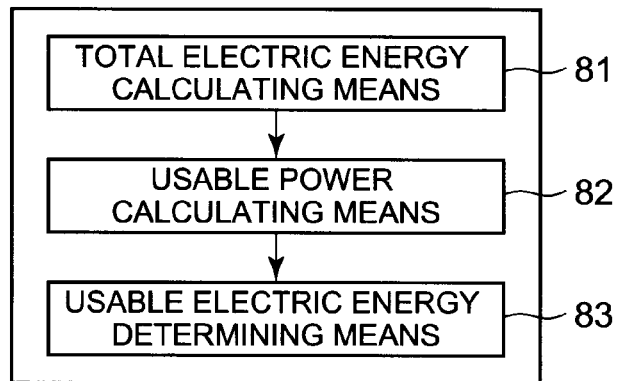 TOTAL ELECTRIC ENERGY
CALCULATING MEANS
81
USABLE POWER
CALCULATING MEANS
82
USABLE ELECTRIC ENERGY
DETERMINING MEANS
83